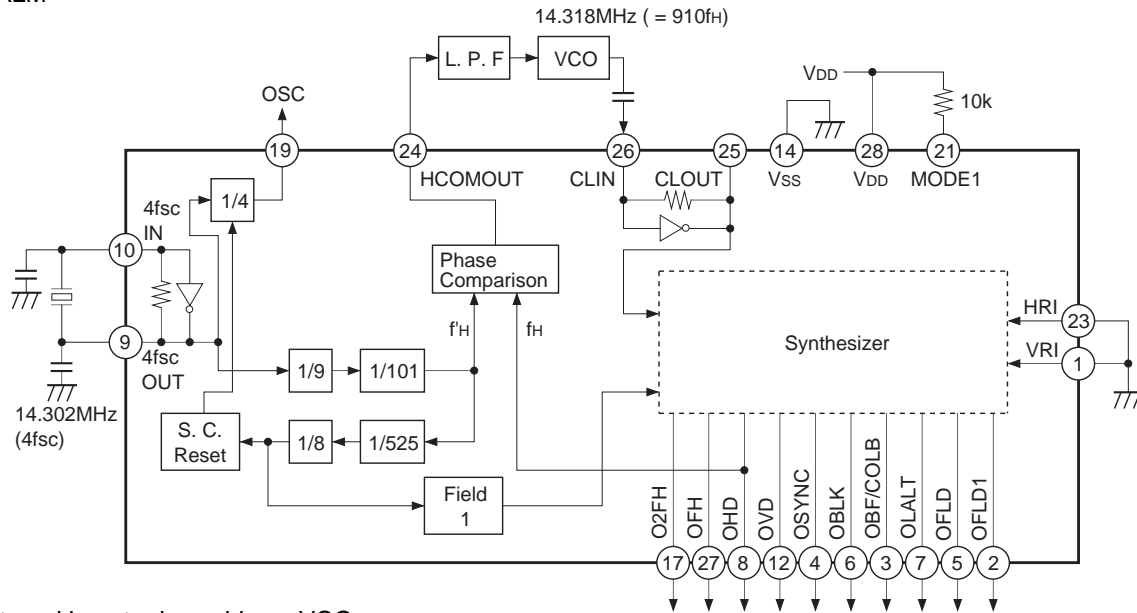 14.318MHz ( = 910fH)
L. P. F
VCO
VDD
10k
OSC
19
24
26
25
14
28
21
HCOMOUT
CLIN
CLOUT
VSS
VDD
MODE1
1/4
4fsc
IN
10
9
4fsc
OUT
14.302MHz
(4fsc)
Phase
Comparison
f'H
fH
Synthesizer
HRI
23
VRI
1
1/9
1/101
S. C.
Reset
1/8
1/525
Field
1
O2FH
OFH
OHD
OVD
OSYNC
OBLK
OBF/COLB
OLALT
OFLD
OFLD1
17
27
8
12
4
6
3
7
5
2